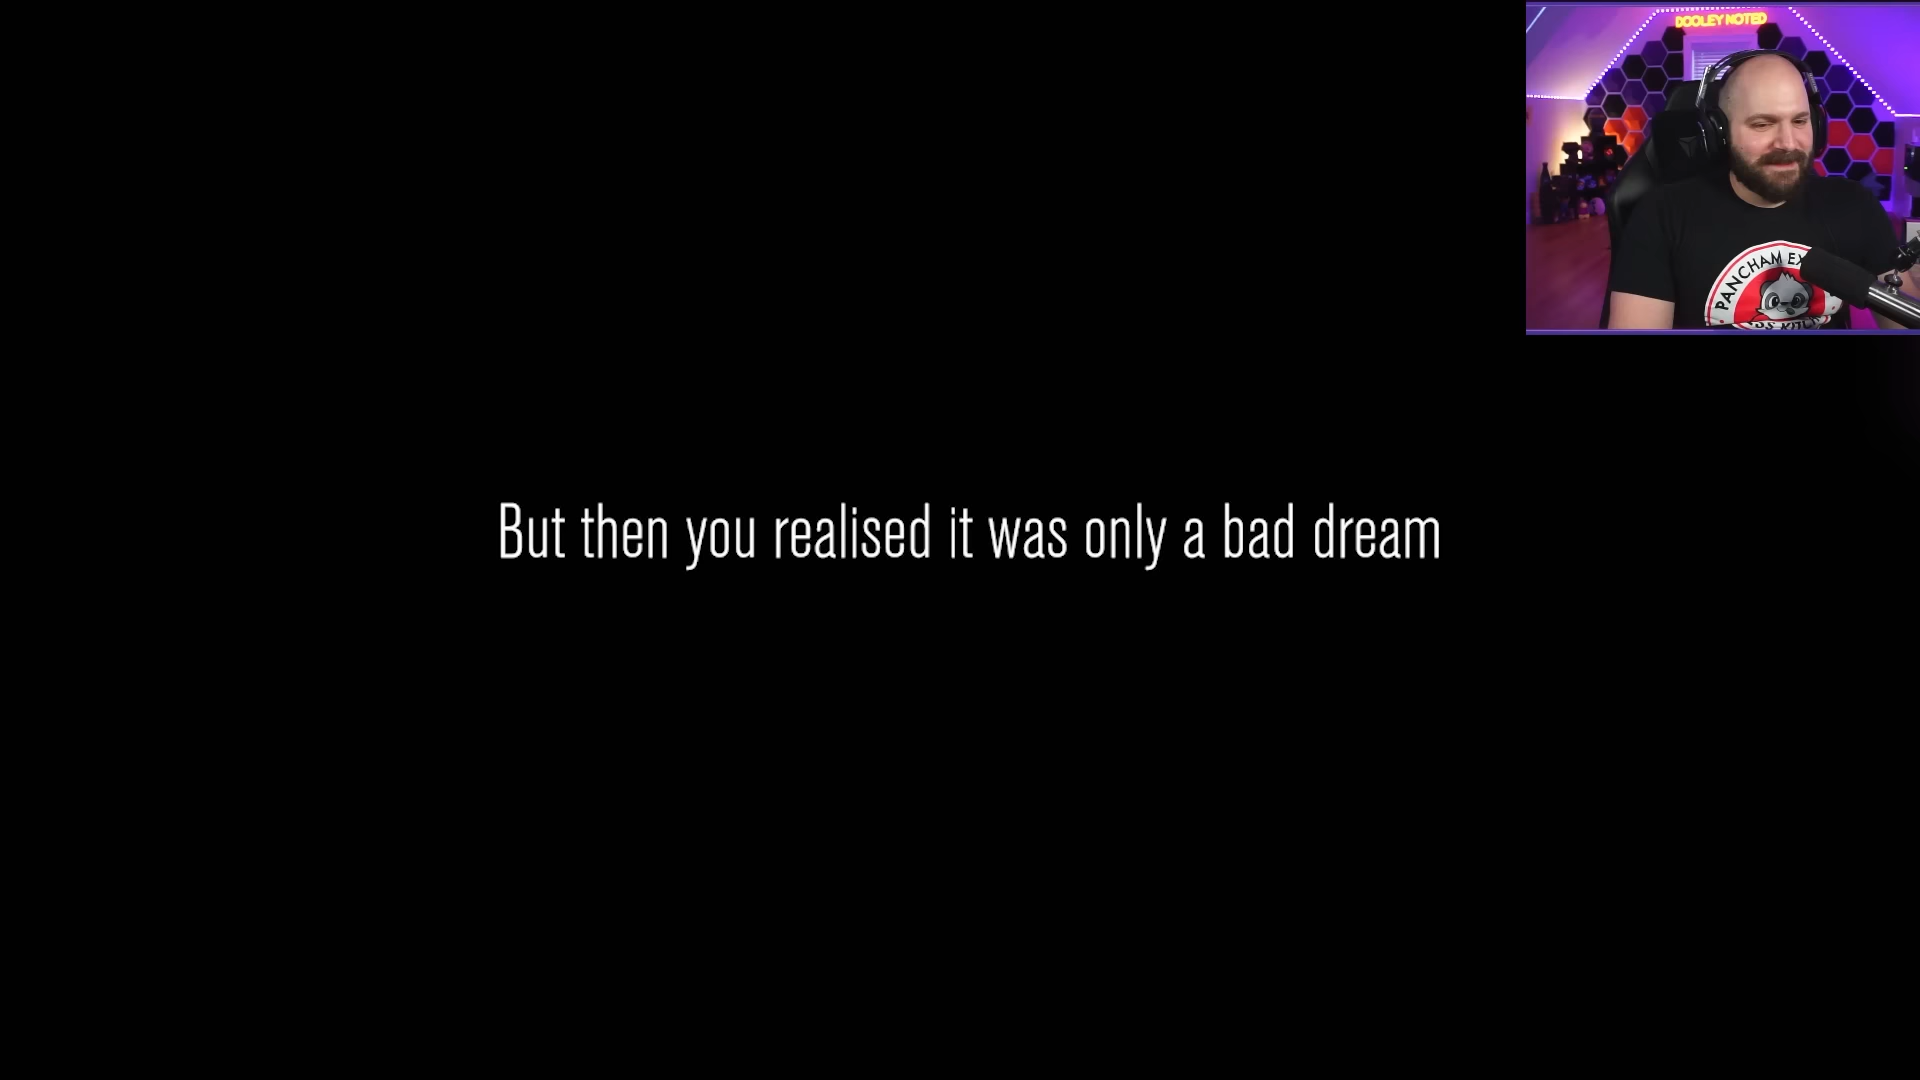 DOOLEY NOTED
PANCHAM EX
But then you realised it was only a bad dream